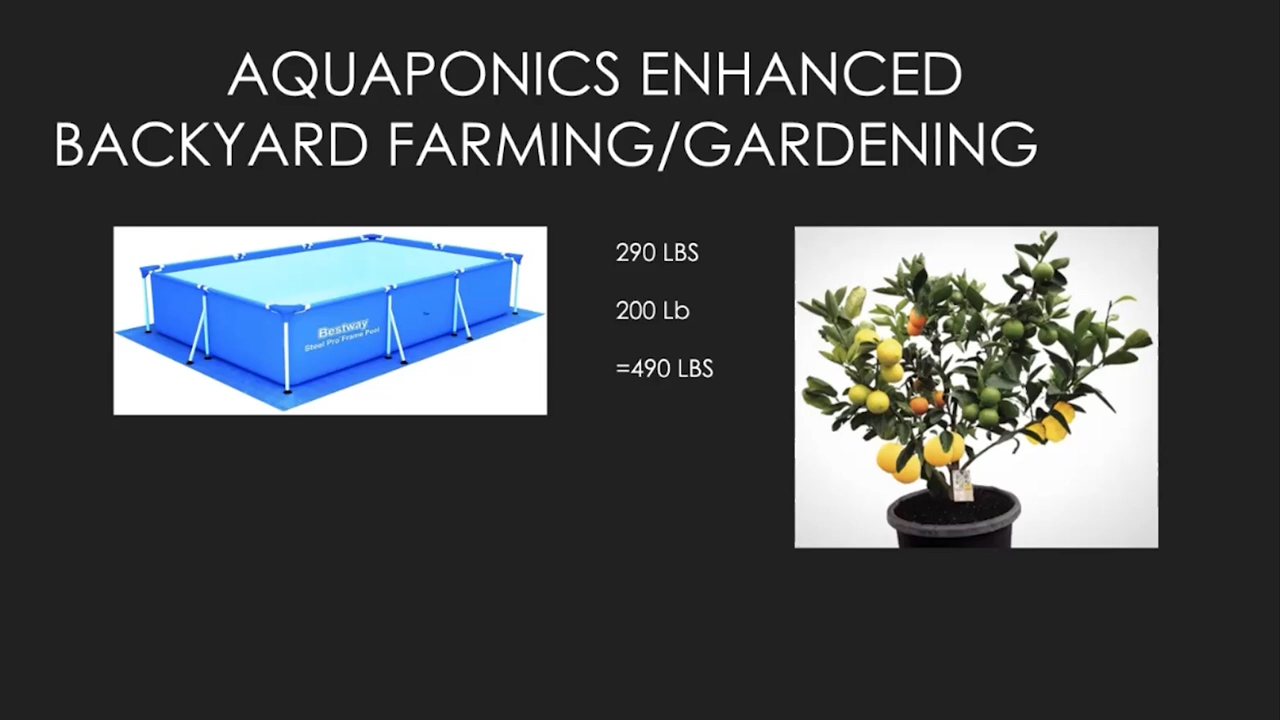 AQUAPONICS ENHANCED
BACKYARD FARMING/GARDENING
Bestway
Steel Pro Frame Pool
290 LBS
200 Lb
=490 LBS